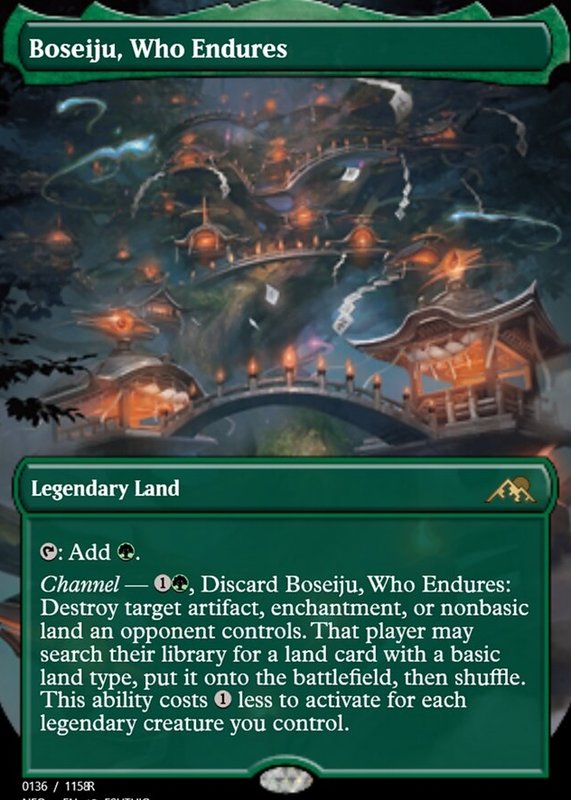 Boseiju, Who Endures
Legendary Land
: Add .
Channel — 1, Discard Boseiju, Who Endures:
Destroy target artifact, enchantment, or nonbasic
land an opponent controls. That player may
search their library for a land card with a basic
land type, put it onto the battlefield, then shuffle.
This ability costs 1 less to activate for each
legendary creature you control.
0136 / 1158R